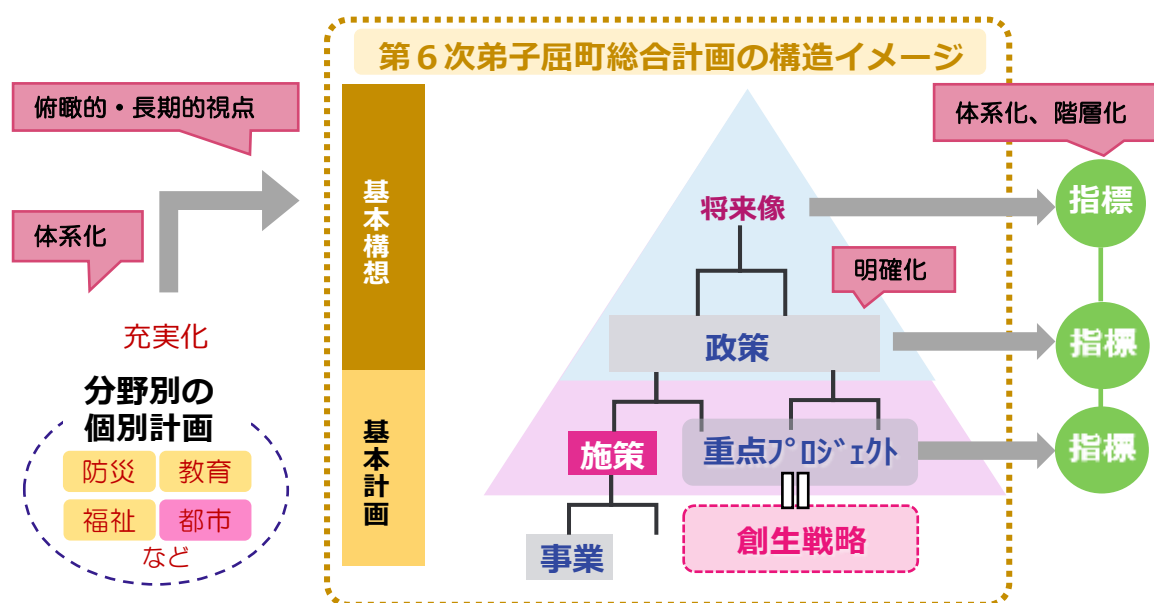 第６次弟子屈町総合計画の構造イメージ
俯瞰的・長期的視点
体系化
充実化
分野別の
個別計画
防災
教育
福祉
都市
など
基本構想
基本計画
将来像
明確化
政策
施策
重点ﾌﾟﾛｼﾞｪｸﾄ
事業
創生戦略
体系化、階層化
指標
指標
指標